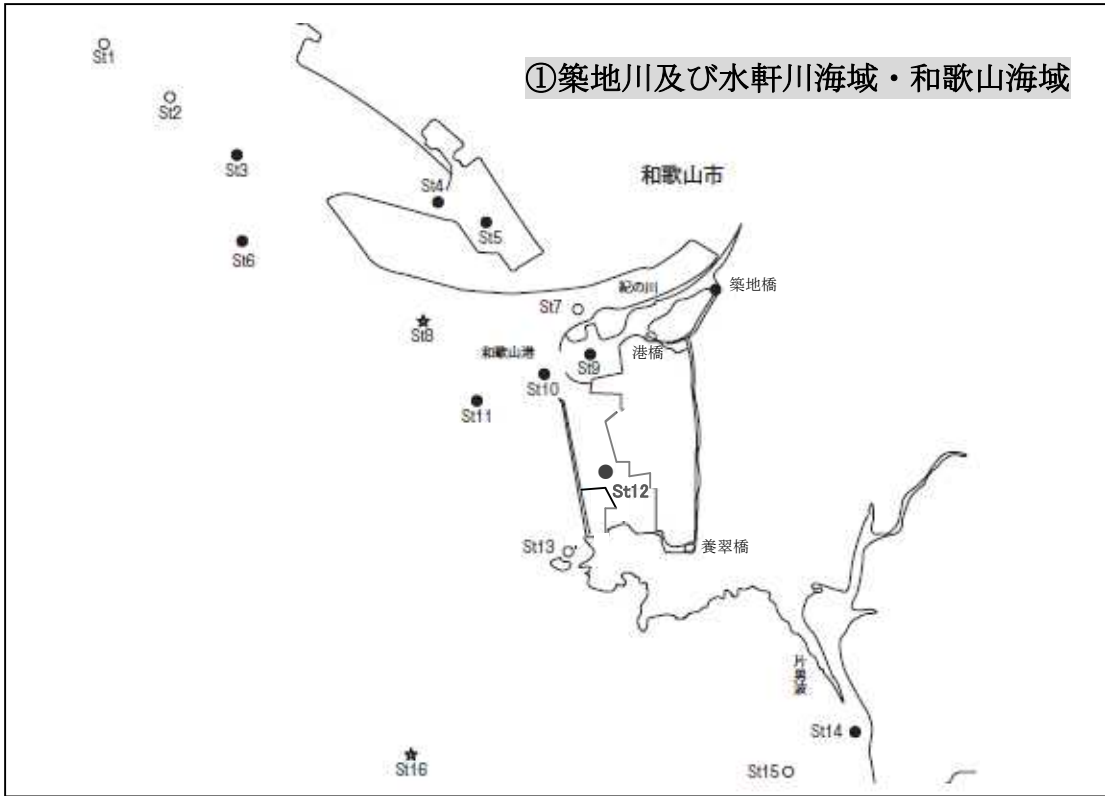 ①築地川及び水軒川海域・和歌山海域
St1
St2
St3
和歌山市
St4
St5
St6
紀の川
築地橋
St7
St8
和歌山港
港橋
St9
St10
St11
St12
St13
養翠橋
片男波
St14
St15
St16